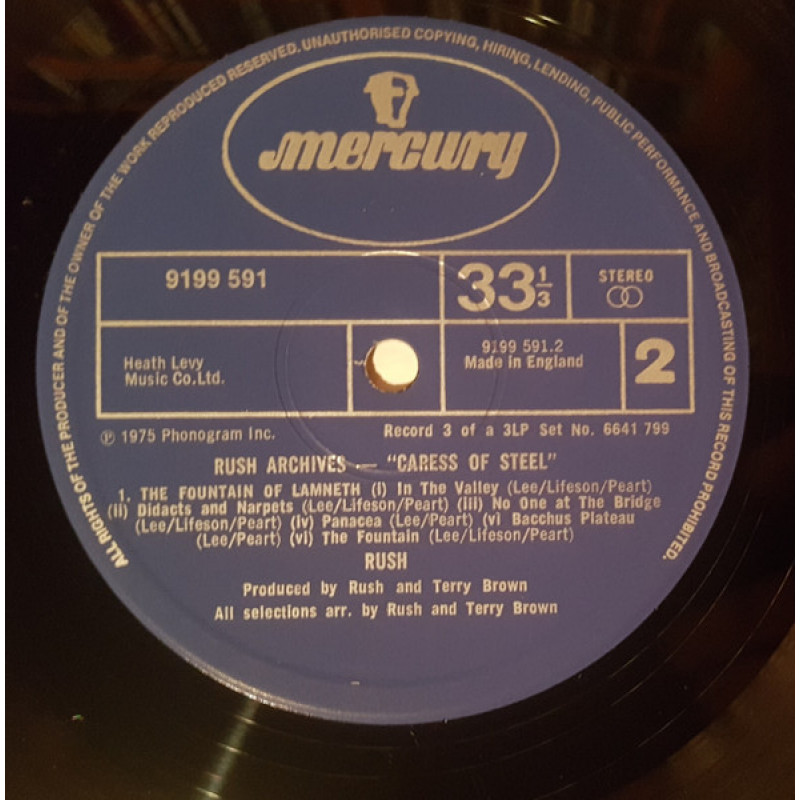 ALL RIGHTS OF THE PRODUCER AND OF THE OWNER OF THE WORK REPRODUCED RESERVED. UNAUTHORISED COPYING, HIRING, LENDING, PUBLIC PERFORMANCE AND BROADCASTING OF THIS RECORD PROHIBITED.
mercury
9199 591
33 1/3
STEREO
Heath Levy
Music Co.Ltd.
9199 591.2
Made in England
2
℗ 1975 Phonogram Inc.
Record 3 of a 3LP Set No. 6641 799
RUSH ARCHIVES — "CARESS OF STEEL"
1. THE FOUNTAIN OF LAMNETH (i) In The Valley (Lee/Lifeson/Peart)
(ii) Didacts and Narpets (Lee/Lifeson/Peart) (iii) No One at The Bridge
(Lee/Lifeson/Peart) (iv) Panacea (Lee/Peart) (vi Bacchus Plateau
(Lee/Peart) (vi) The Fountain (Lee/Lifeson/Peart)
RUSH
Produced by Rush and Terry Brown
All selections arr. by Rush and Terry Brown